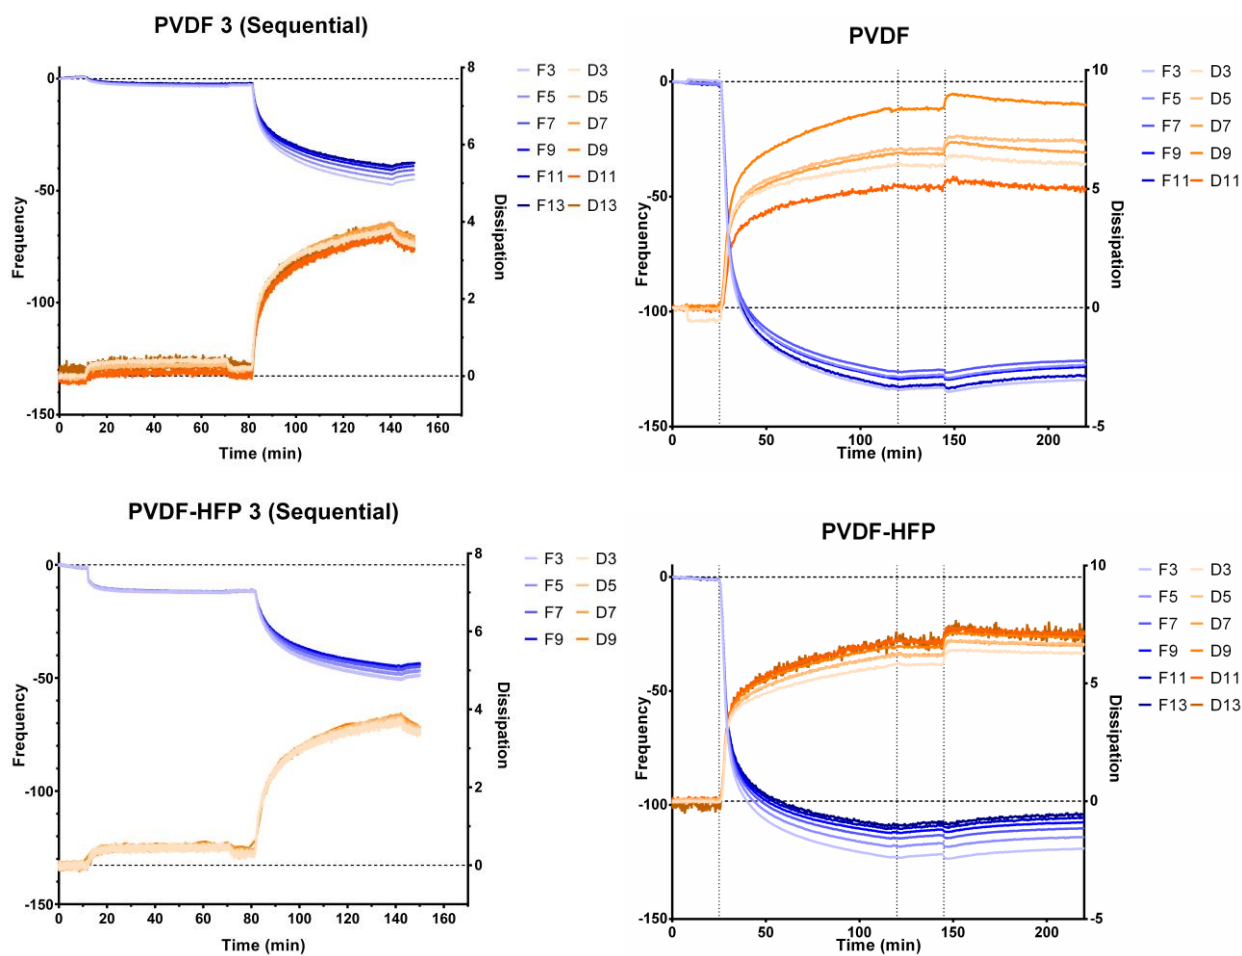 PVDF 3 (Sequential)
0
-50
-100
-150
Frequency
8
6
4
2
0
Dissipation
0 20 40 60 80 100 120 140 160
Time (min)
F3 D3
F5 D5
F7 D7
F9 D9
F11 D11
F13 D13
PVDF
0
-50
-100
-150
Frequency
10
5
0
-5
Dissipation
0 50 100 150 200
Time (min)
F3 D3
F5 D5
F7 D7
F9 D9
F11 D11
PVDF-HFP 3 (Sequential)
0
-50
-100
-150
Frequency
8
6
4
2
0
Dissipation
0 20 40 60 80 100 120 140 160
Time (min)
F3 D3
F5 D5
F7 D7
F9 D9
PVDF-HFP
0
-50
-100
-150
Frequency
10
5
0
-5
Dissipation
0 50 100 150 200
Time (min)
F3 D3
F5 D5
F7 D7
F9 D9
F11 D11
F13 D13